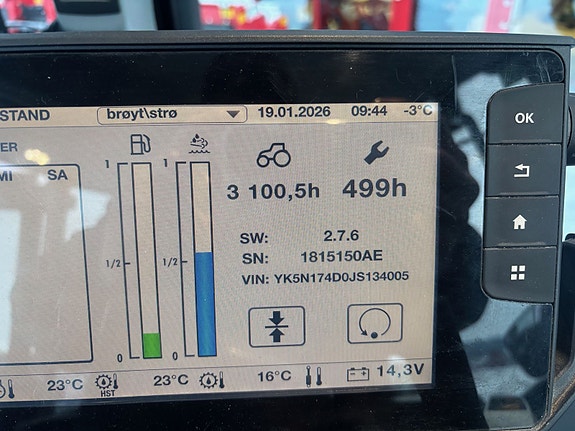 STAND brøyt\strø 19.01.2026 09:44 -3°C
MI SA
1 1
3 100,5h 499h
1/2 1/2
SW: 2.7.6
SN: 1815150AE
VIN: YK5N174D0JS134005
0 0
23°C HST 23°C 16°C 14,3V
OK